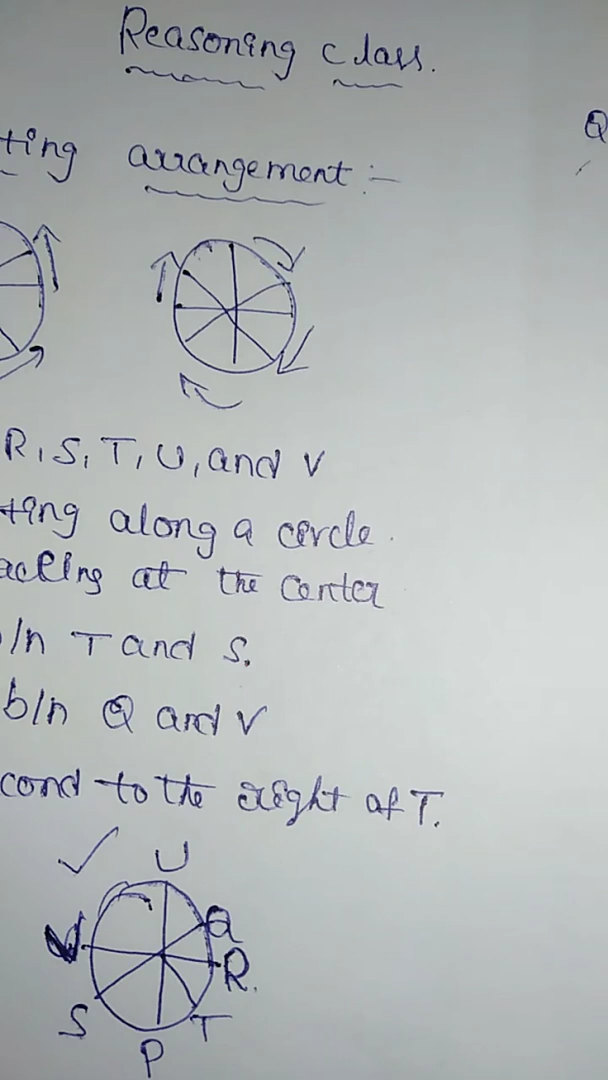 Reasoning class.
Q
ting arrangement :-
R, S, T, U, and V
ting along a circle.
acing at the center
b/n T and S.
b/n Q and V
cond to the right of T.
U
Q
V
R.
S
T
P